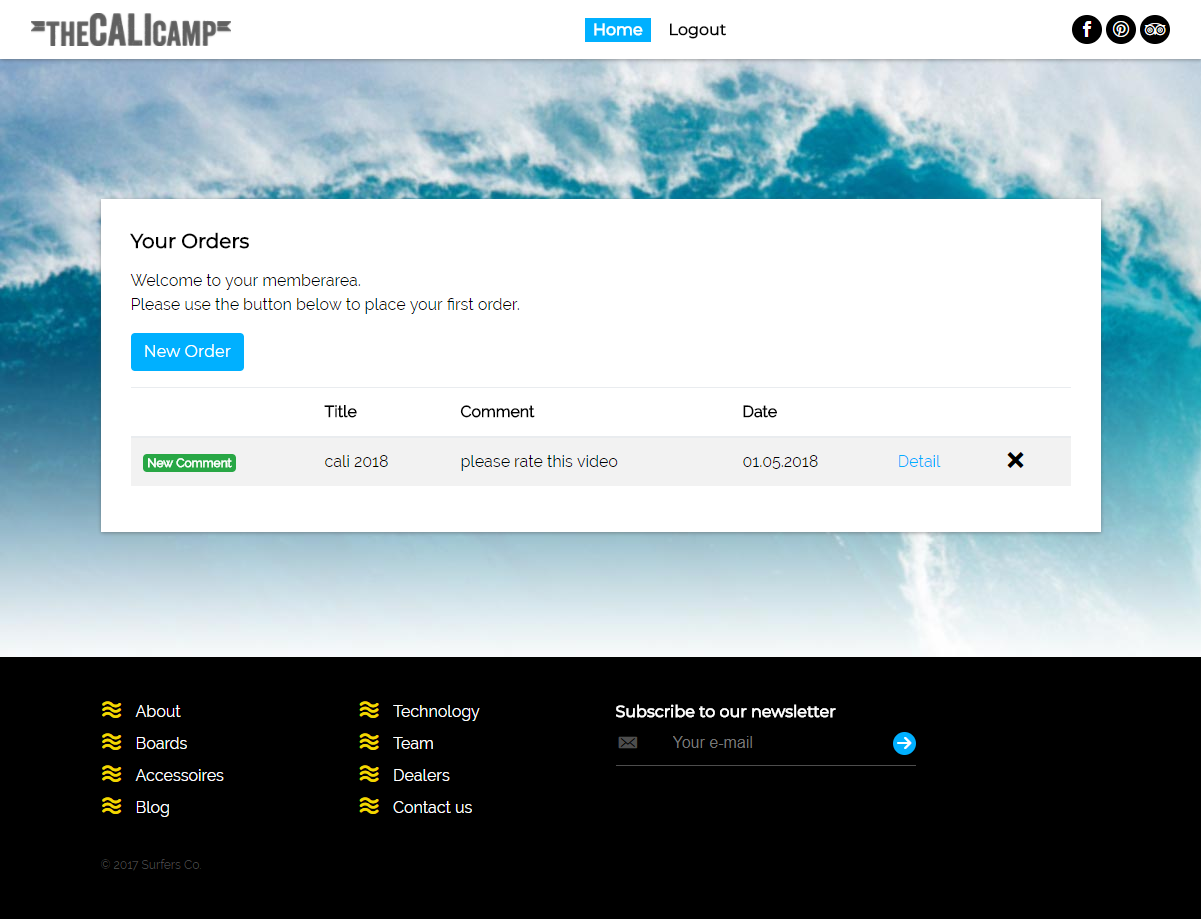 THECALICAMP
Home Logout
Your Orders
Welcome to your memberarea.
Please use the button below to place your first order.
New Order
Title Comment Date
New Comment cali 2018 please rate this video 01.05.2018 Detail
About
Boards
Accessoires
Blog
Technology
Team
Dealers
Contact us
Subscribe to our newsletter
Your e-mail
© 2017 Surfers Co.